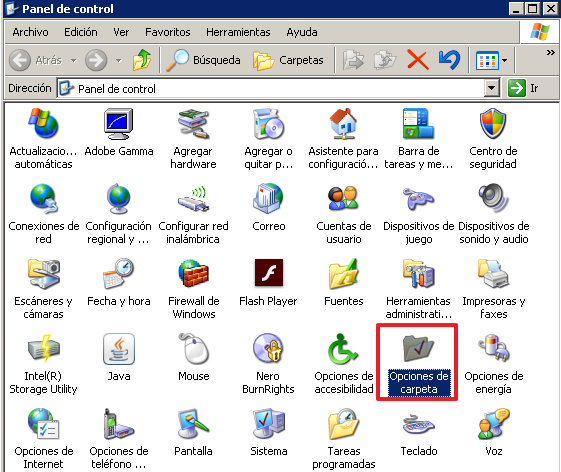 Panel de control
Archivo Edición Ver Favoritos Herramientas Ayuda
Atrás Búsqueda Carpetas »
Dirección Panel de control Ir
Actualizacio... Adobe Gamma Agregar Agregar o Asistente para Barra de Centro de
automáticas hardware quitar p... configuració... tareas y me... seguridad
Conexiones de Configuración Configurar red Correo Cuentas de Dispositivos de Dispositivos de
red regional y ... inalámbrica usuario juego sonido y audio
Escáneres y Fecha y hora Firewall de Flash Player Fuentes Herramientas Impresoras y
cámaras Windows administrati... faxes
Intel(R) Java Mouse Nero Opciones de Opciones de Opciones de
Storage Utility BurnRights accesibilidad carpeta energía
Opciones de Opciones de Pantalla Sistema Tareas Teclado Voz
Internet teléfono ... programadas